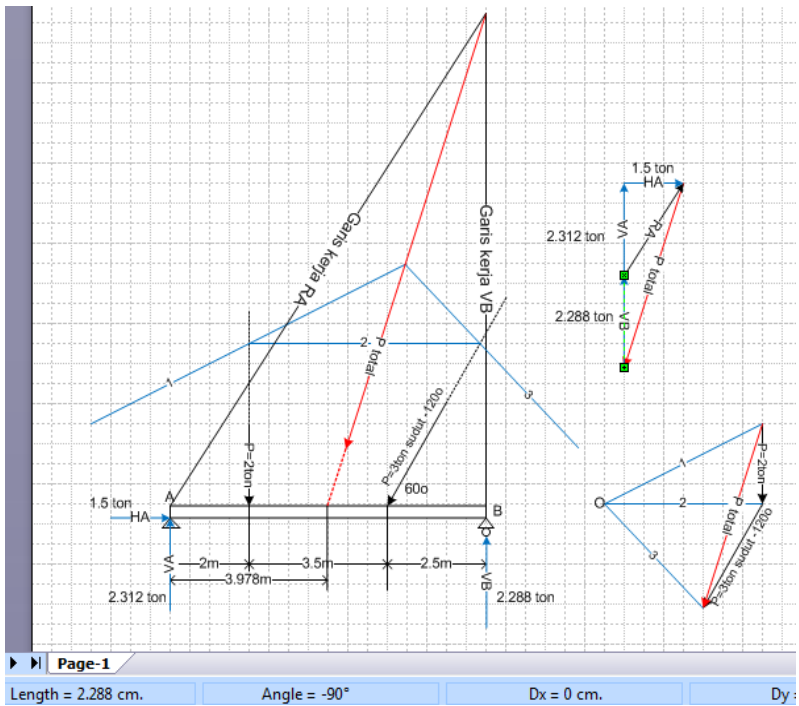 Garis kerja RA
Garis kerja VB
P total
1
2
3
P=2ton
P=3ton sudut -120o
60o
A
B
1.5 ton
HA
VA
2.312 ton
2m
3.5m
2.5m
3.978m
VB
2.288 ton
1.5 ton
HA
VA
2.312 ton
RA
P total
VB
2.288 ton
O
1
2
3
P=2ton
P total
P=3ton sudut -120o
Page-1
Length = 2.288 cm.
Angle = -90°
Dx = 0 cm.
Dy =